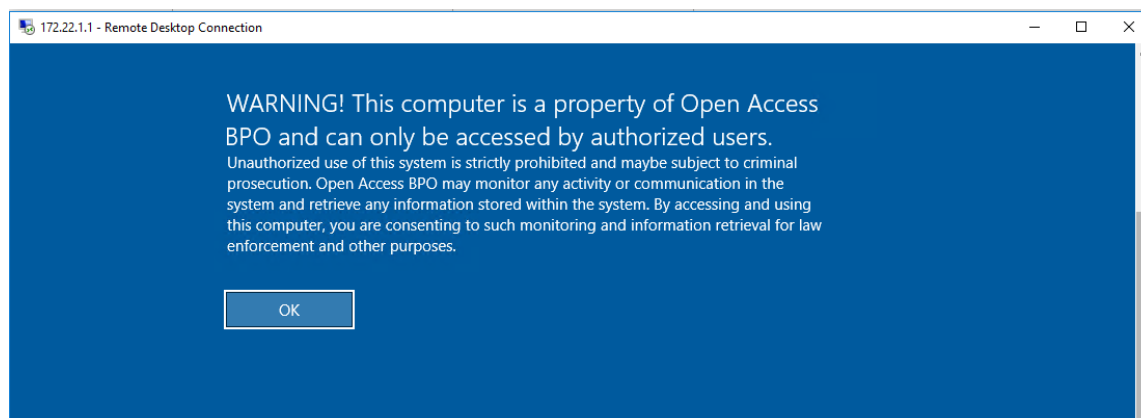 172.22.1.1 - Remote Desktop Connection
WARNING! This computer is a property of Open Access
BPO and can only be accessed by authorized users.
Unauthorized use of this system is strictly prohibited and maybe subject to criminal
prosecution. Open Access BPO may monitor any activity or communication in the
system and retrieve any information stored within the system. By accessing and using
this computer, you are consenting to such monitoring and information retrieval for law
enforcement and other purposes.
OK